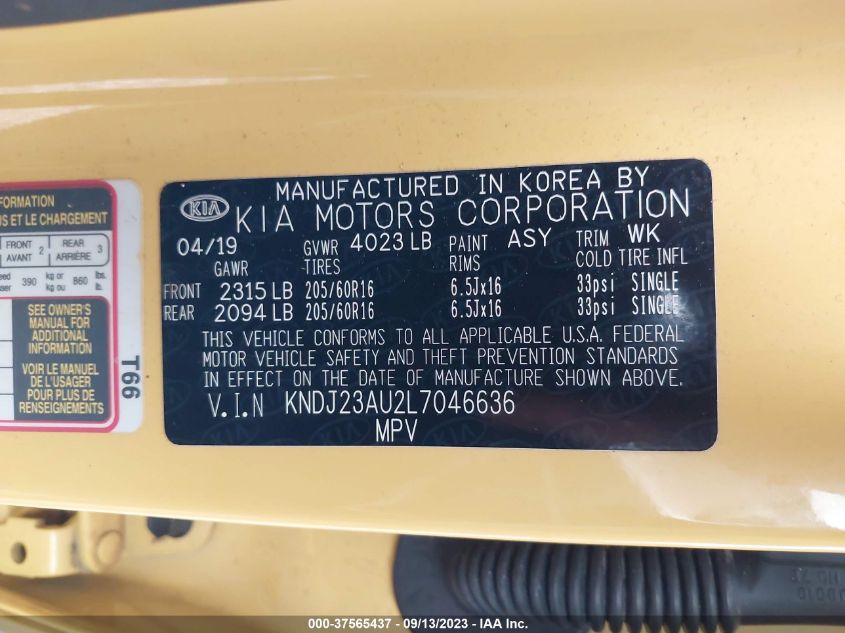 MANUFACTURED IN KOREA BY
KIA KIA MOTORS CORPORATION
04/19 GVWR 4023 LB PAINT ASY TRIM WK
GAWR TIRES RIMS COLD TIRE INFL
FRONT 2315 LB 205/60R16 6.5Jx16 33psi SINGLE
REAR 2094 LB 205/60R16 6.5Jx16 33psi SINGLE
THIS VEHICLE CONFORMS TO ALL APPLICABLE U.S.A. FEDERAL
MOTOR VEHICLE SAFETY AND THEFT PREVENTION STANDARDS
IN EFFECT ON THE DATE OF MANUFACTURE SHOWN ABOVE.
V.I.N KNDJ23AU2L7046636
MPV
ET LE CHARGEMENT
FRONT 2 REAR 3
AVANT ARRIÈRE
390 kg or 860 lbs.
kg ou lb.
SEE OWNER'S
MANUAL FOR
ADDITIONAL
INFORMATION
VOIR LE MANUEL
DE L'USAGER
POUR PLUS DE
RENDSEIGNEMENTS
T66
000-37565437 - 09/13/2023 - IAA Inc.